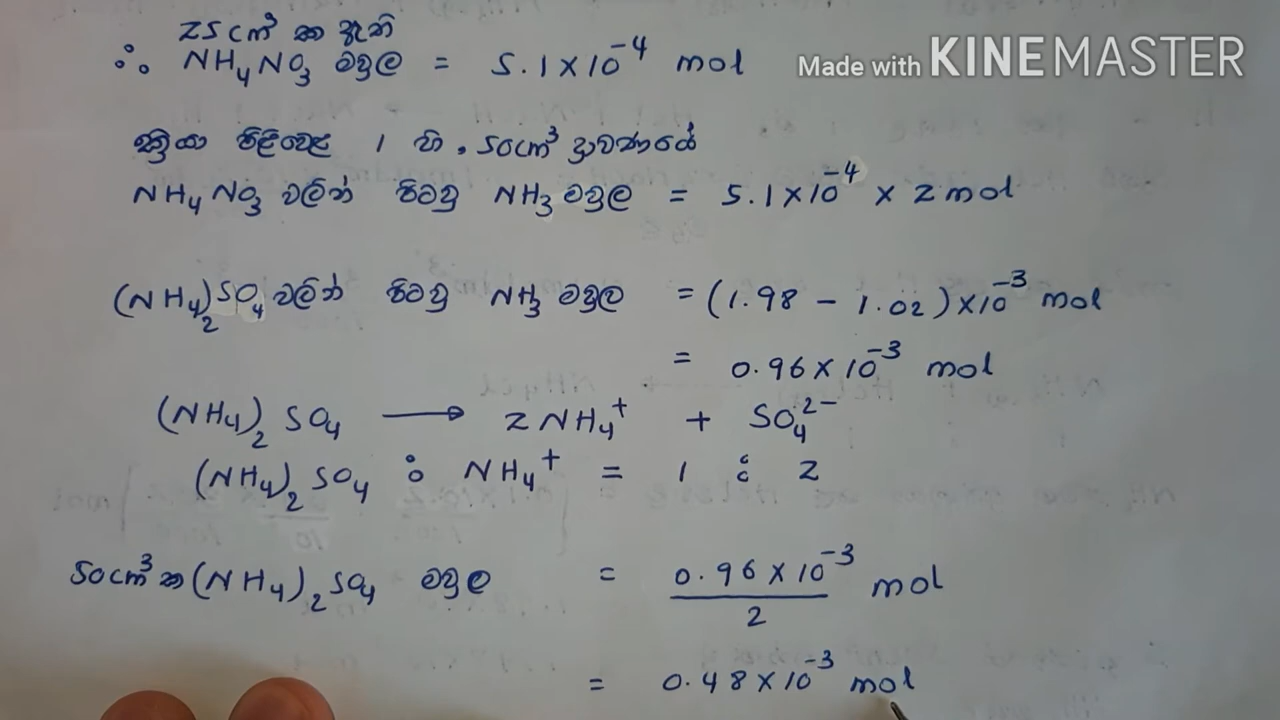 25cm³ ක ඇති
Made with KINEMASTER
∴ NH₄NO₃ මවුල = 5.1×10⁻⁴ mol
ක්‍රියා පිළිවෙළ 1 හි, 50cm³ ද්‍රාවණයේ
NH₄NO₃ වලින් පිටවූ NH₃ මවුල = 5.1×10⁻⁴ × 2 mol
(NH₄)₂SO₄ වලින් පිටවූ NH₃ මවුල = (1.98 − 1.02)×10⁻³ mol
= 0.96×10⁻³ mol
(NH₄)₂SO₄ ⟶ 2NH₄⁺ + SO₄²⁻
(NH₄)₂SO₄ : NH₄⁺ = 1 : 2
50cm³ ක (NH₄)₂SO₄ මවුල = 0.96×10⁻³ mol
2
= 0.48×10⁻³ mol